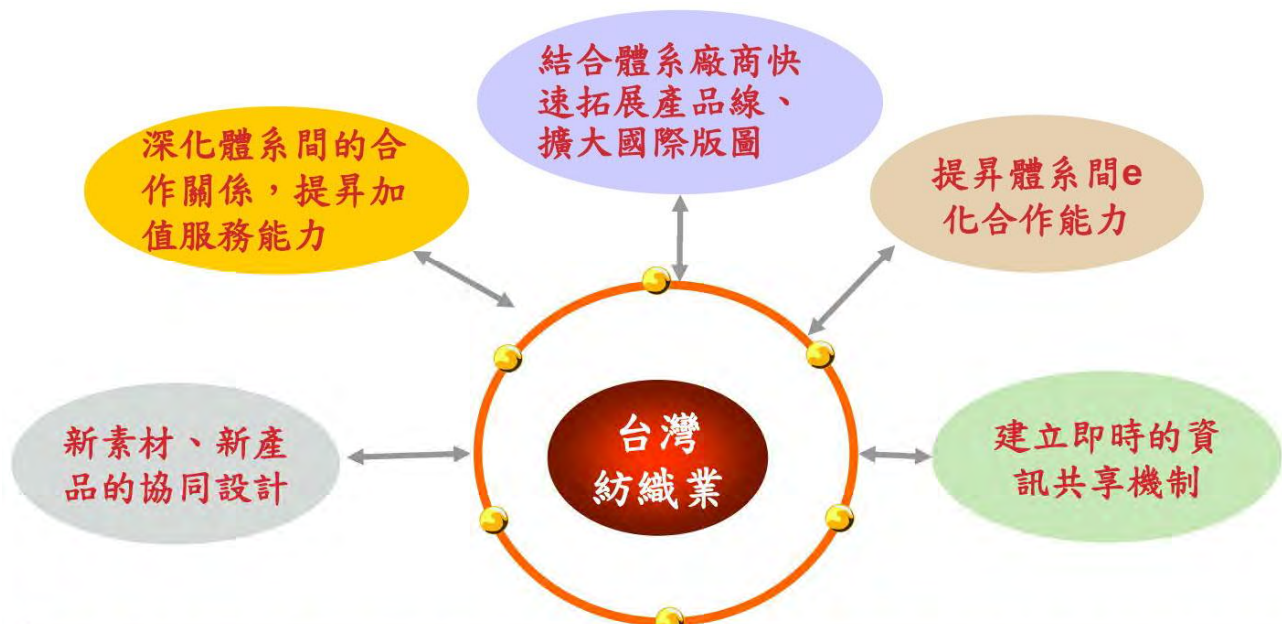 結合體系廠商快
速拓展產品線、
擴大國際版圖
深化體系間的合
作關係，提昇加
值服務能力
提昇體系間e
化合作能力
新素材、新產
品的協同設計
台灣
紡織業
建立即時的資
訊共享機制